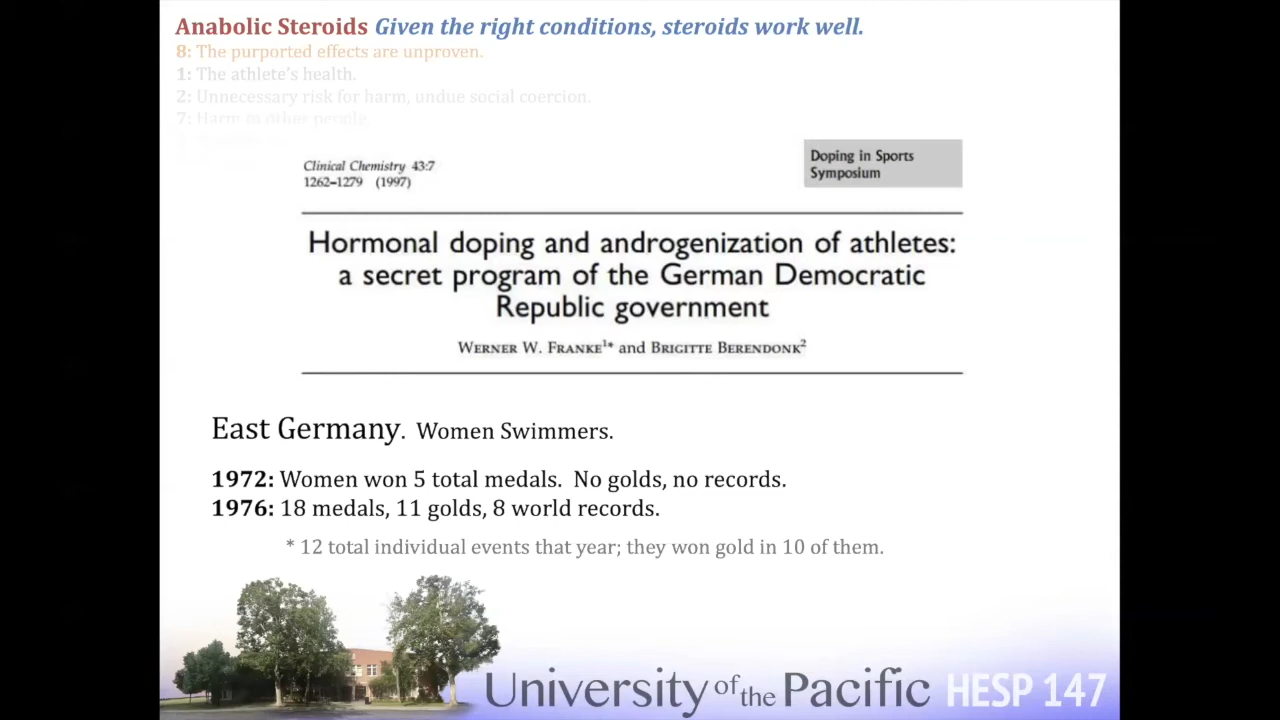 Anabolic Steroids Given the right conditions, steroids work well.
8: The purported effects are unproven.
1: The athlete's health.
2: Unnecessary risk for harm, undue social coercion.
7: Harm to other people.
Clinical Chemistry 43:7
1262–1279 (1997)
Doping in Sports
Symposium
Hormonal doping and androgenization of athletes:
a secret program of the German Democratic
Republic government
Werner W. Franke1* and Brigitte Berendonk2
East Germany. Women Swimmers.
1972: Women won 5 total medals. No golds, no records.
1976: 18 medals, 11 golds, 8 world records.
* 12 total individual events that year; they won gold in 10 of them.
University of the Pacific HESP 147